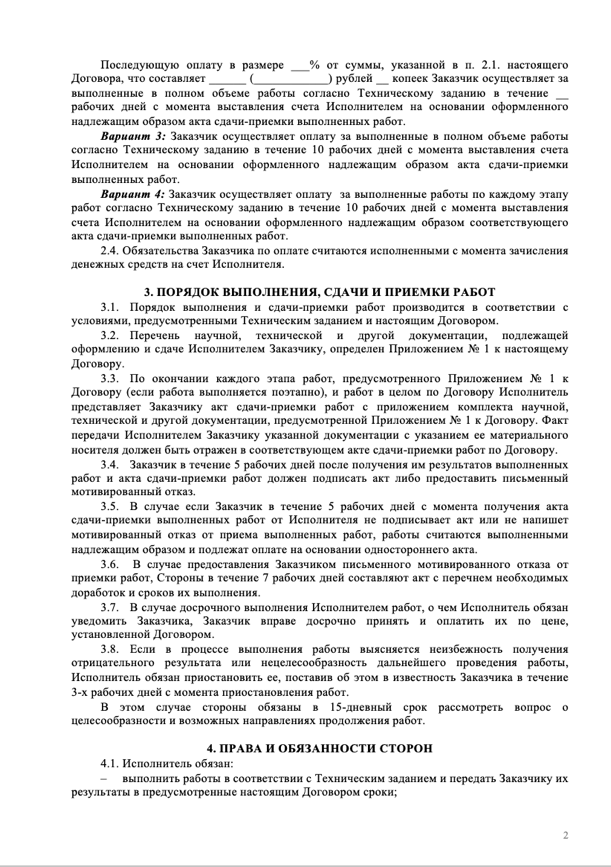 Последующую оплату в размере ___% от суммы, указанной в п. 2.1. настоящего
Договора, что составляет ______ (____________) рублей __ копеек Заказчик осуществляет за
выполненные в полном объеме работы согласно Техническому заданию в течение __
рабочих дней с момента выставления счета Исполнителем на основании оформленного
надлежащим образом акта сдачи-приемки выполненных работ.
Вариант 3: Заказчик осуществляет оплату за выполненные в полном объеме работы
согласно Техническому заданию в течение 10 рабочих дней с момента выставления счета
Исполнителем на основании оформленного надлежащим образом акта сдачи-приемки
выполненных работ.
Вариант 4: Заказчик осуществляет оплату за выполненные работы по каждому этапу
работ согласно Техническому заданию в течение 10 рабочих дней с момента выставления
счета Исполнителем на основании оформленного надлежащим образом соответствующего
акта сдачи-приемки выполненных работ.
2.4. Обязательства Заказчика по оплате считаются исполненными с момента зачисления
денежных средств на счет Исполнителя.
3. ПОРЯДОК ВЫПОЛНЕНИЯ, СДАЧИ И ПРИЕМКИ РАБОТ
3.1. Порядок выполнения и сдачи-приемки работ производится в соответствии с
условиями, предусмотренными Техническим заданием и настоящим Договором.
3.2. Перечень научной, технической и другой документации, подлежащей
оформлению и сдаче Исполнителем Заказчику, определен Приложением № 1 к настоящему
Договору.
3.3. По окончании каждого этапа работ, предусмотренного Приложением № 1 к
Договору (если работа выполняется поэтапно), и работ в целом по Договору Исполнитель
представляет Заказчику акт сдачи-приемки работ с приложением комплекта научной,
технической и другой документации, предусмотренной Приложением № 1 к Договору. Факт
передачи Исполнителем Заказчику указанной документации с указанием ее материального
носителя должен быть отражен в соответствующем акте сдачи-приемки работ по Договору.
3.4. Заказчик в течение 5 рабочих дней после получения им результатов выполненных
работ и акта сдачи-приемки работ должен подписать акт либо предоставить письменный
мотивированный отказ.
3.5. В случае если Заказчик в течение 5 рабочих дней с момента получения акта
сдачи-приемки выполненных работ от Исполнителя не подписывает акт или не напишет
мотивированный отказ от приема выполненных работ, работы считаются выполненными
надлежащим образом и подлежат оплате на основании одностороннего акта.
3.6. В случае предоставления Заказчиком письменного мотивированного отказа от
приемки работ, Стороны в течение 7 рабочих дней составляют акт с перечнем необходимых
доработок и сроков их выполнения.
3.7. В случае досрочного выполнения Исполнителем работ, о чем Исполнитель обязан
уведомить Заказчика, Заказчик вправе досрочно принять и оплатить их по цене,
установленной Договором.
3.8. Если в процессе выполнения работы выясняется неизбежность получения
отрицательного результата или нецелесообразность дальнейшего проведения работы,
Исполнитель обязан приостановить ее, поставив об этом в известность Заказчика в течение
3-х рабочих дней с момента приостановления работ.
В этом случае стороны обязаны в 15-дневный срок рассмотреть вопрос о
целесообразности и возможных направлениях продолжения работ.
4. ПРАВА И ОБЯЗАННОСТИ СТОРОН
4.1. Исполнитель обязан:
– выполнить работы в соответствии с Техническим заданием и передать Заказчику их
результаты в предусмотренные настоящим Договором сроки;
2